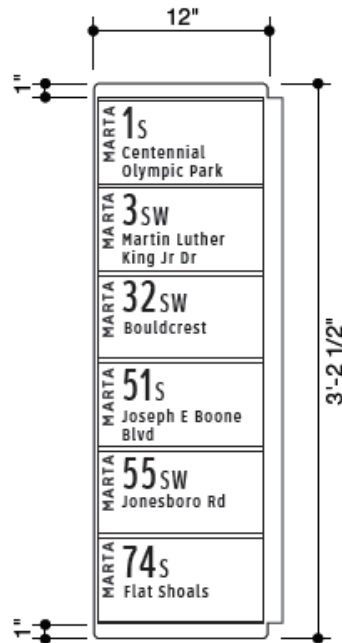 12"
1"
MARTA
1S
Centennial
Olympic Park
MARTA
3SW
Martin Luther
King Jr Dr
MARTA
32SW
Bouldcrest
3'-2 1/2"
MARTA
51S
Joseph E Boone
Blvd
MARTA
55SW
Jonesboro Rd
MARTA
74S
Flat Shoals
1"